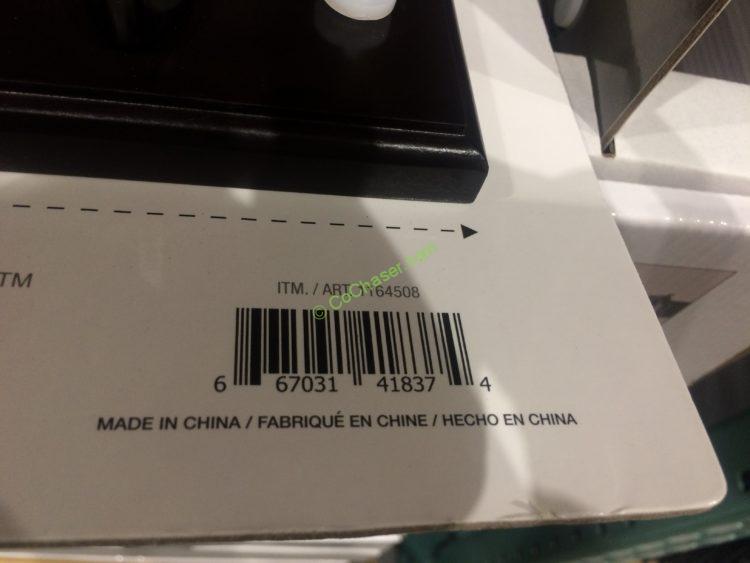 TM
ITM. / ART. 1164508
© CoChaser.com
6 67031 41837 4
MADE IN CHINA / FABRIQUÉ EN CHINE / HECHO EN CHINA